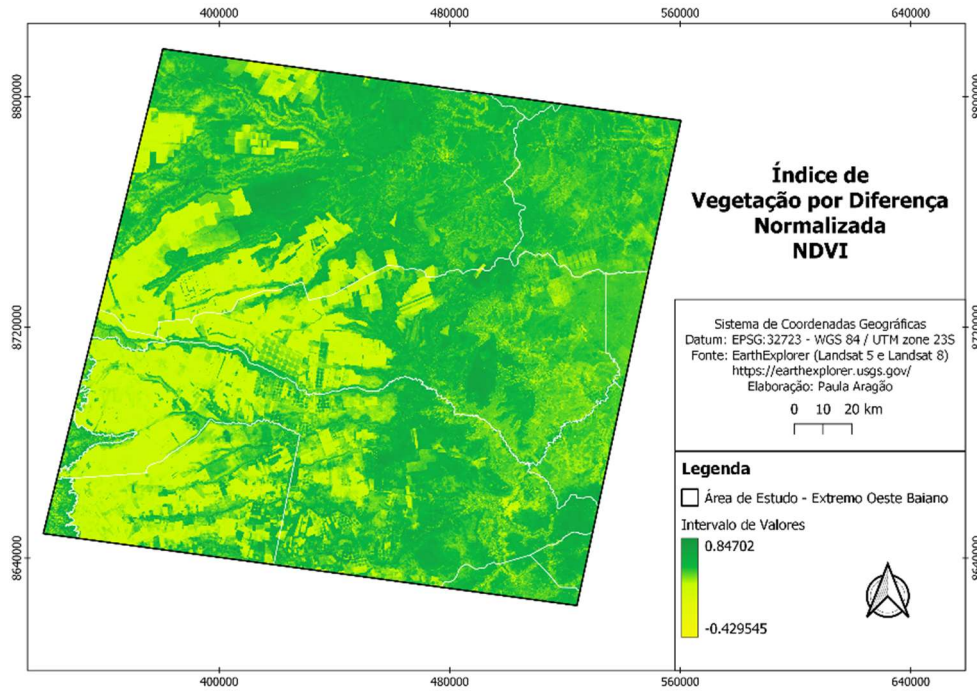 400000 480000 560000 640000
8800000 8800000
Índice de
Vegetação por Diferença
Normalizada
NDVI
8720000 8720000
Sistema de Coordenadas Geográficas
Datum: EPSG:32723 - WGS 84 / UTM zone 23S
Fonte: EarthExplorer (Landsat 5 e Landsat 8)
https://earthexplorer.usgs.gov/
Elaboração: Paula Aragão
0 10 20 km
Legenda
Área de Estudo - Extremo Oeste Baiano
Intervalo de Valores
0.84702
-0.429545
8640000 8640000
400000 480000 560000 640000